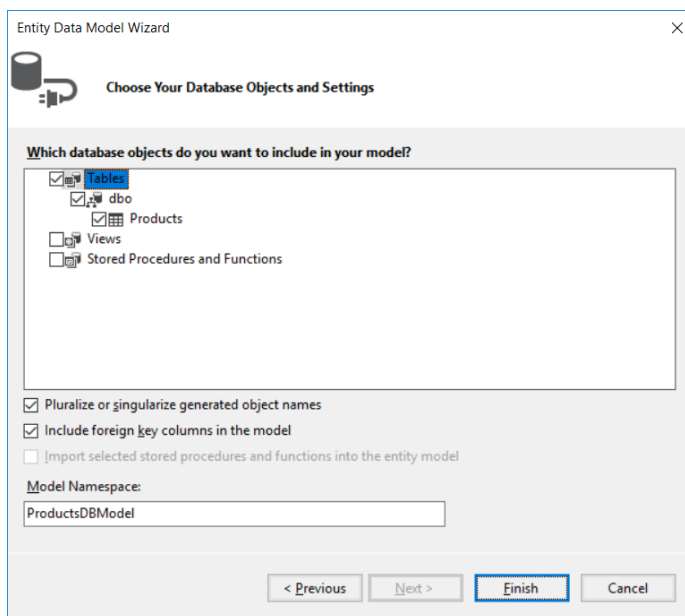 Entity Data Model Wizard
Choose Your Database Objects and Settings
Which database objects do you want to include in your model?
Tables
dbo
Products
Views
Stored Procedures and Functions
Pluralize or singularize generated object names
Include foreign key columns in the model
Import selected stored procedures and functions into the entity model
Model Namespace:
ProductsDBModel
< Previous Next > Finish Cancel